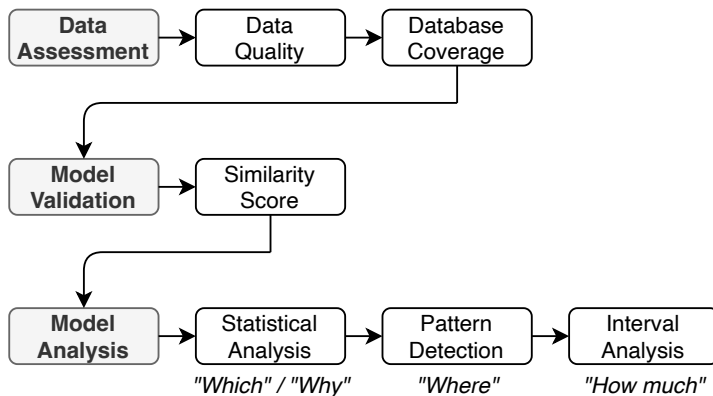 Data
Assessment
Data
Quality
Database
Coverage
Model
Validation
Similarity
Score
Model
Analysis
Statistical
Analysis
Pattern
Detection
Interval
Analysis
"Which" / "Why"
"Where"
"How much"